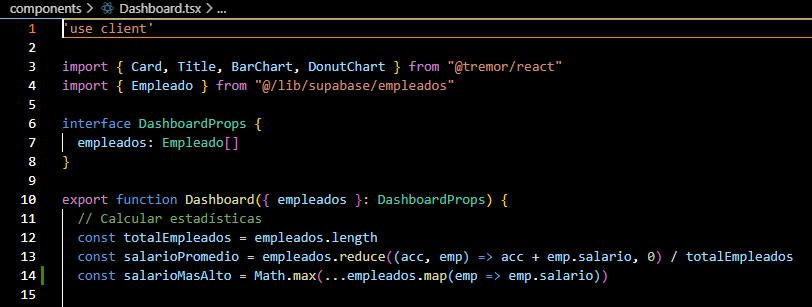 components > Dashboard.tsx > ...
1 'use client'
2
3 import { Card, Title, BarChart, DonutChart } from "@tremor/react"
4 import { Empleado } from "@/lib/supabase/empleados"
5
6 interface DashboardProps {
7   empleados: Empleado[]
8 }
9
10 export function Dashboard({ empleados }: DashboardProps) {
11   // Calcular estadísticas
12   const totalEmpleados = empleados.length
13   const salarioPromedio = empleados.reduce((acc, emp) => acc + emp.salario, 0) / totalEmpleados
14   const salarioMasAlto = Math.max(...empleados.map(emp => emp.salario))
15